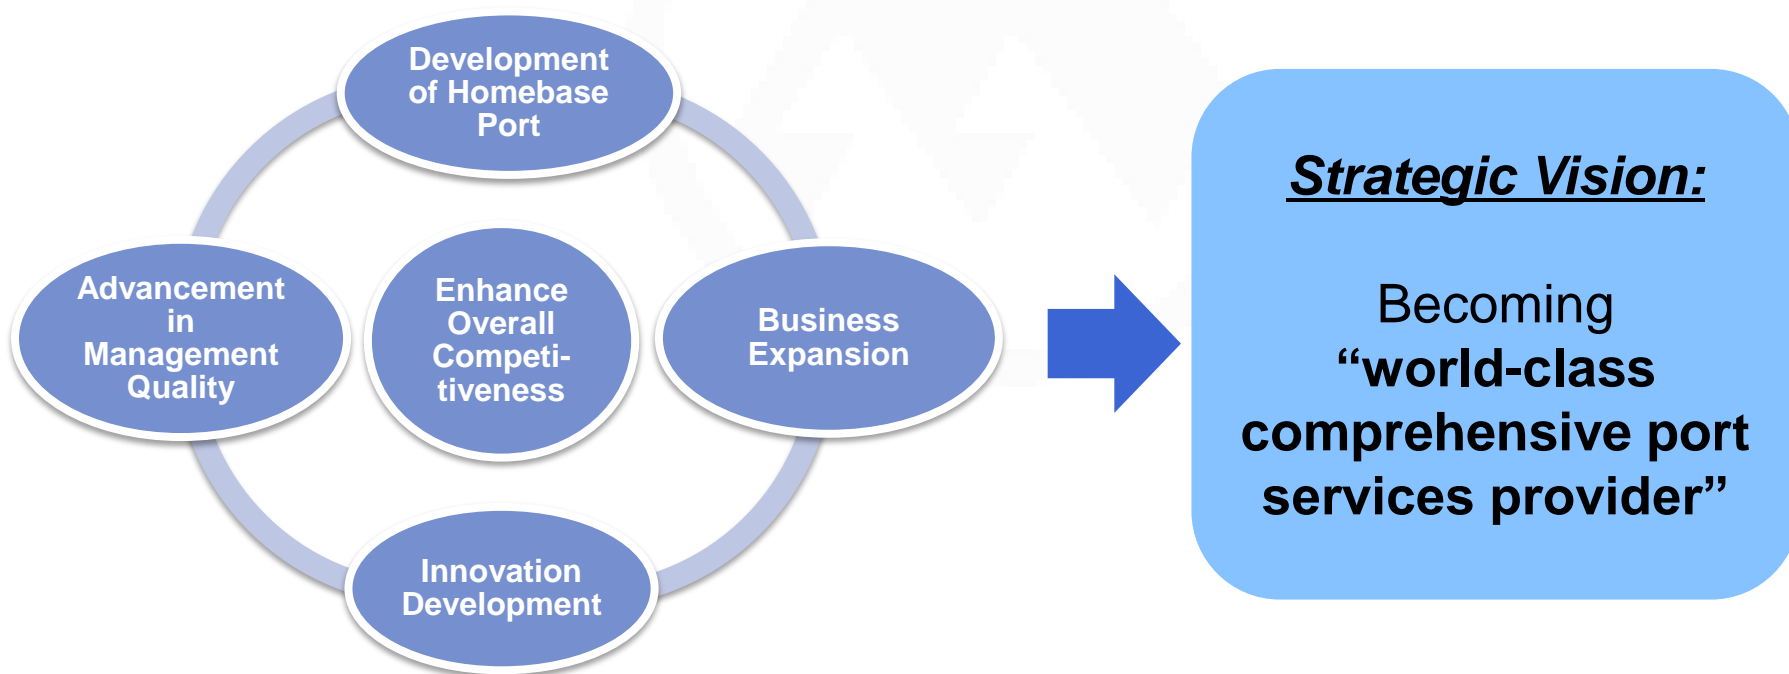 Development
of Homebase
Port
Advancement
in
Management
Quality
Enhance
Overall
Competi-
tiveness
Business
Expansion
Innovation
Development
Strategic Vision:
Becoming
“world-class
comprehensive port
services provider”